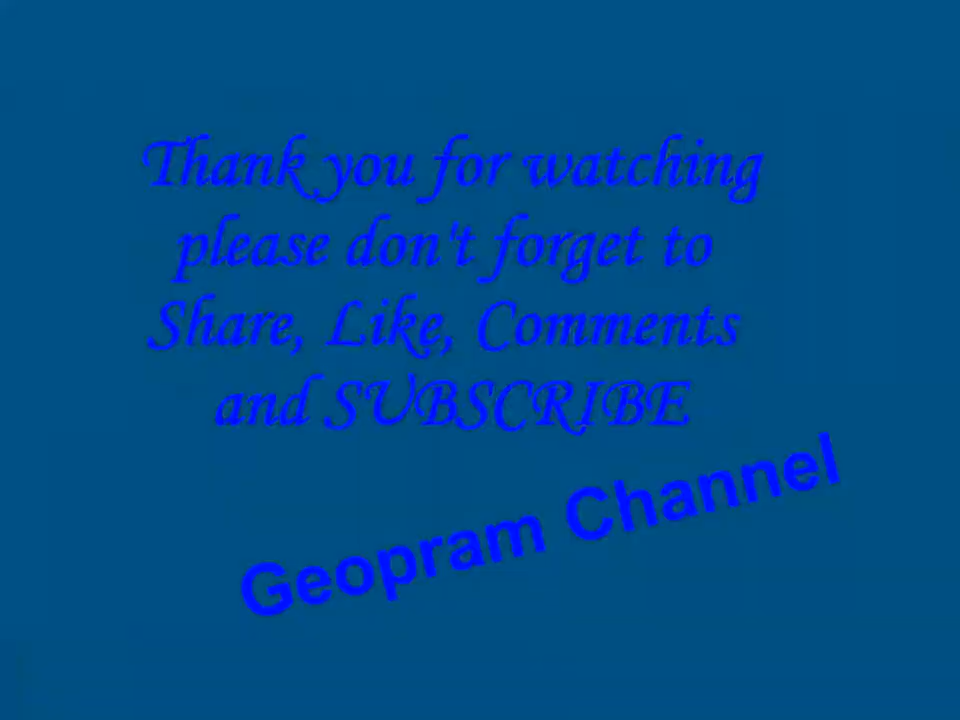 Thank you for watching
please don't forget to
Share, Like, Comments
and SUBSCRIBE
Geopram Channel